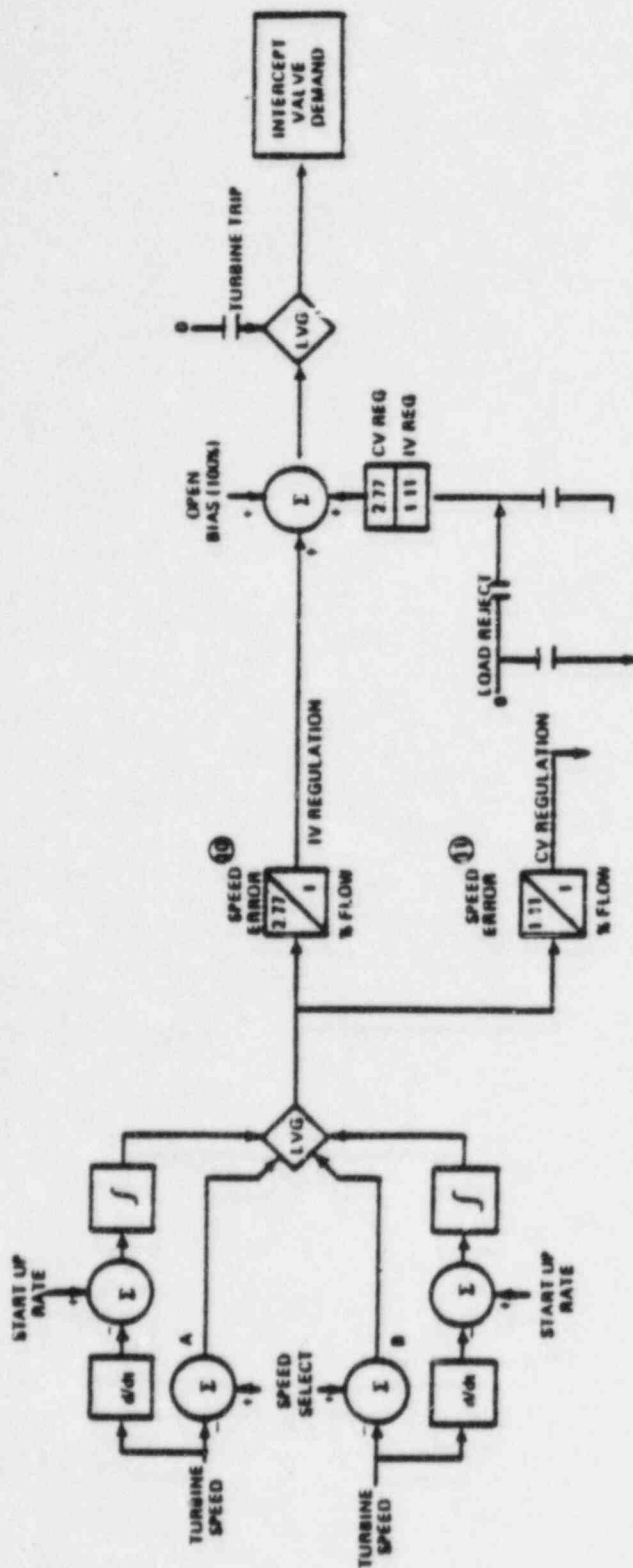 START UP
RATE
Σ
∫
d/dt
TURBINE
SPEED
Σ
A
SPEED
SELECT
LVG
TURBINE
SPEED
Σ
B
d/dt
Σ
∫
START UP
RATE
SPEED
ERROR
2.77
1
% FLOW
IV REGULATION
SPEED
ERROR
11
1.11
1
% FLOW
CV REGULATION
OPEN
BIAS (100%)
Σ
2.77
CV REG
1.11
IV REG
LOAD REJECT
0
0
TURBINE TRIP
LVG
INTERCEPT
VALVE
DEMAND